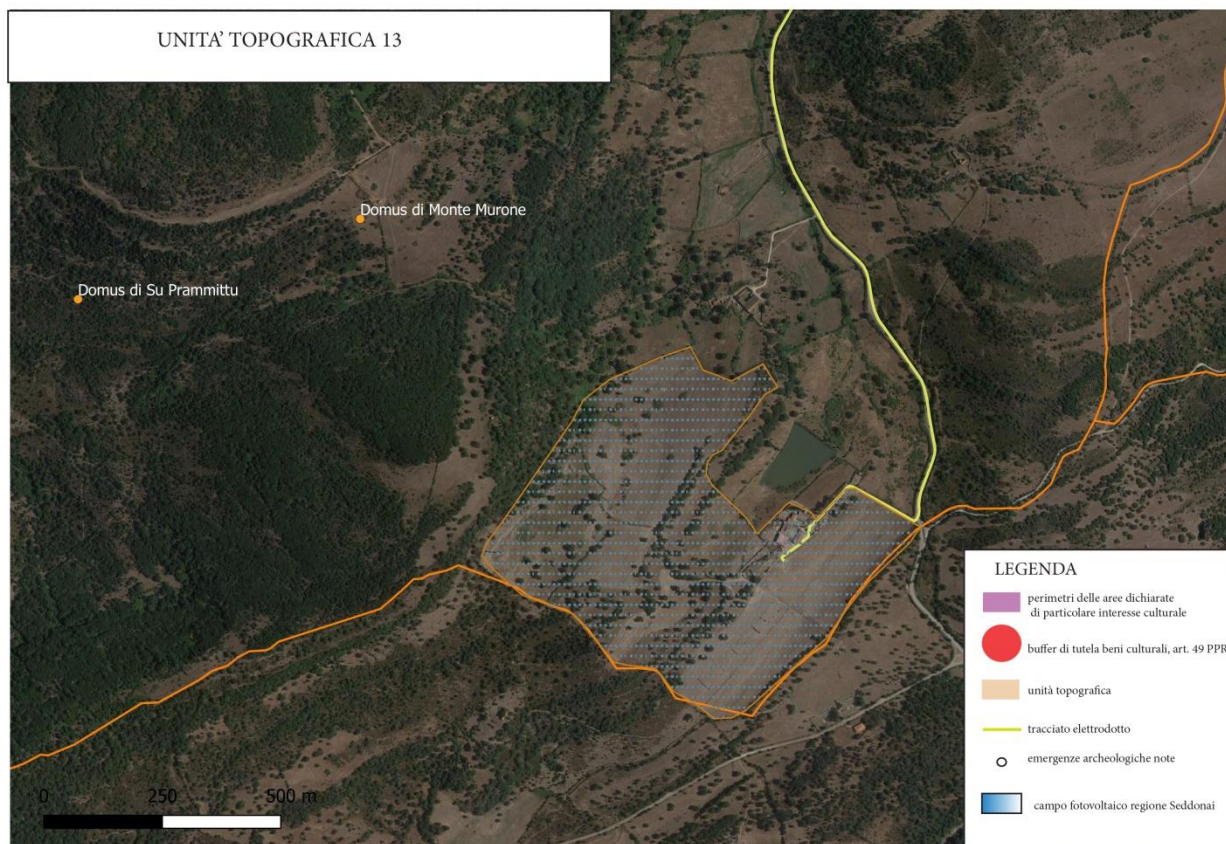 UNITA’ TOPOGRAFICA 13
Domus di Monte Murone
Domus di Su Prammittu
LEGENDA
perimetri delle aree dichiarate
di particolare interesse culturale
buffer di tutela beni culturali, art. 49 PPR
unità topografica
tracciato elettrodotto
emergenze archeologiche note
campo fotovoltaico regione Seddonai
0 250 500 m